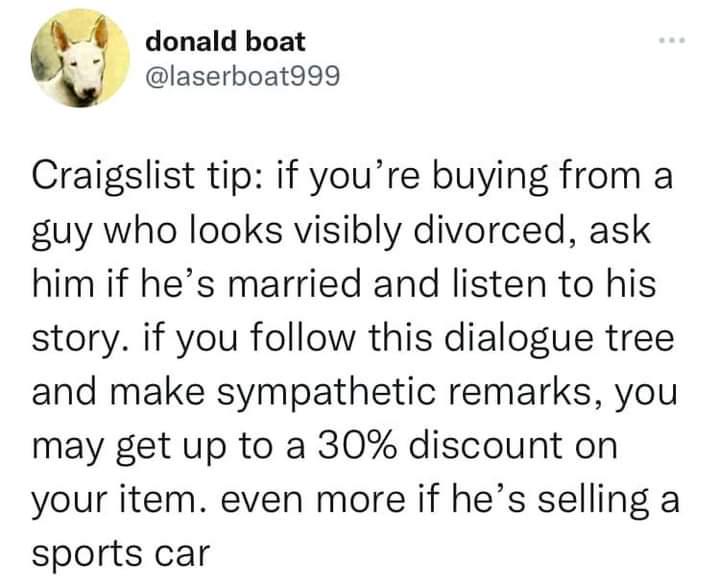 donald boat
@laserboat999
Craigslist tip: if you’re buying from a
guy who looks visibly divorced, ask
him if he’s married and listen to his
story. if you follow this dialogue tree
and make sympathetic remarks, you
may get up to a 30% discount on
your item. even more if he’s selling a
sports car